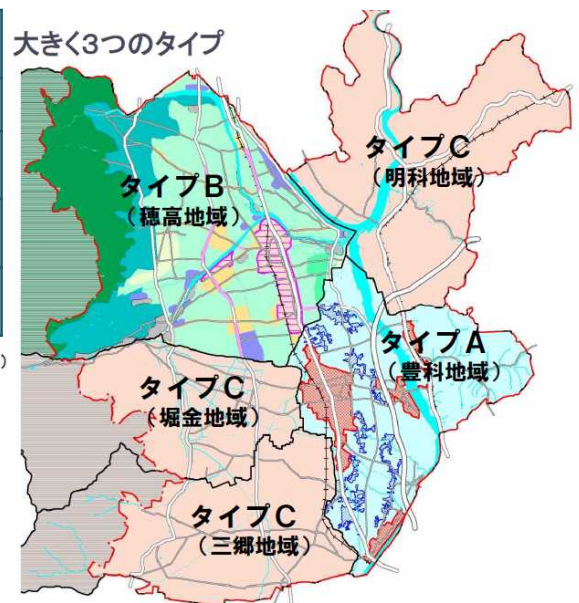 大きく3つのタイプ
タイプC
（明科地域）
タイプB
（穂高地域）
タイプA
（豊科地域）
）
タイプC
（堀金地域）
タイプC
（三郷地域）